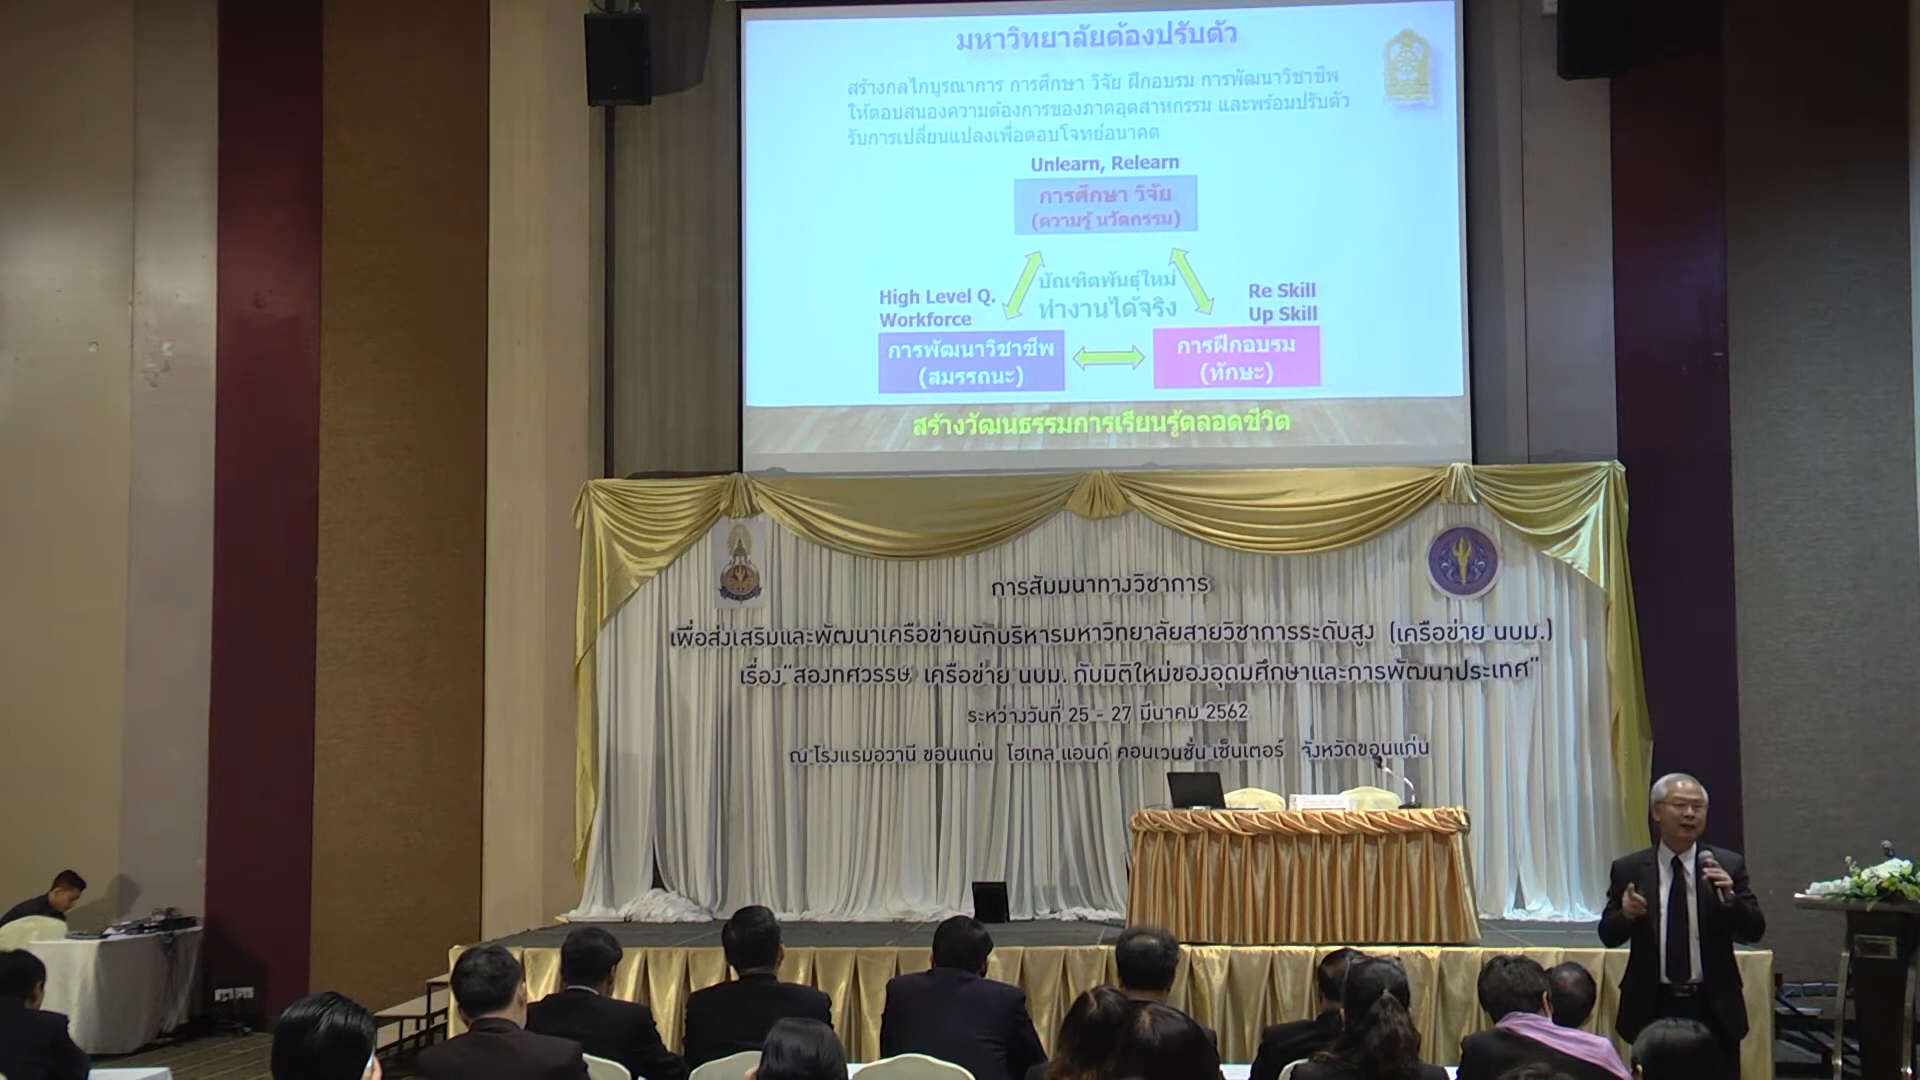 มหาวิทยาลัยต้องปรับตัว
สร้างกลไกบูรณาการ การศึกษา วิจัย ฝึกอบรม การพัฒนาวิชาชีพ
ให้ตอบสนองความต้องการของภาคอุตสาหกรรม และพร้อมปรับตัว
รับการเปลี่ยนแปลงเพื่อตอบโจทย์อนาคต
Unlearn, Relearn
การศึกษา วิจัย
(ความรู้ นวัตกรรม)
บัณฑิตพันธุ์ใหม่
ทำงานได้จริง
High Level Q.
Workforce
Re Skill
Up Skill
การพัฒนาวิชาชีพ
(สมรรถนะ)
การฝึกอบรม
(ทักษะ)
สร้างวัฒนธรรมการเรียนรู้ตลอดชีวิต
การสัมมนาทางวิชาการ
เพื่อส่งเสริมและพัฒนาเครือข่ายนักบริหารมหาวิทยาลัยสายวิชาการระดับสูง (เครือข่าย นบม.)
เรื่อง"สองทศวรรษ เครือข่าย นบม. กับมิติใหม่ของอุดมศึกษาและการพัฒนาประเทศ"
ระหว่างวันที่ 25 - 27 มีนาคม 2562
ณ โรงแรมอวานี ขอนแก่น โฮเทล แอนด์ คอนเวนชั่น เซ็นเตอร์ จังหวัดขอนแก่น